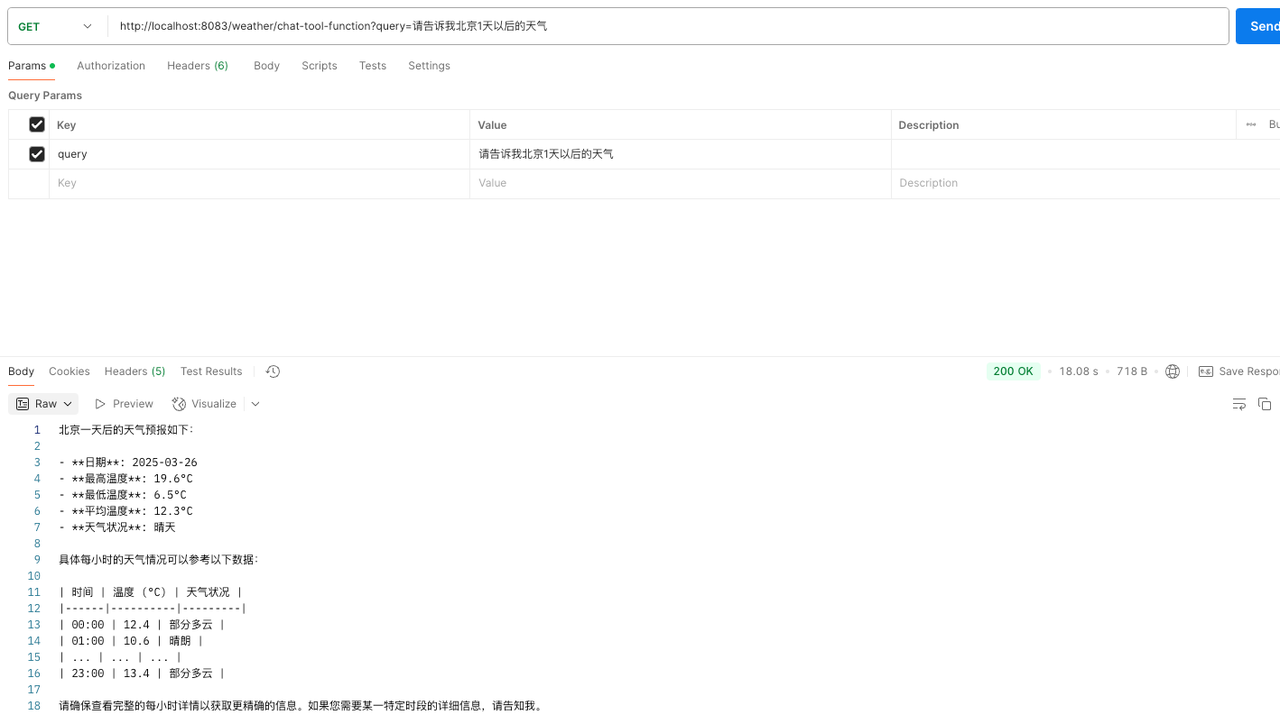 GET http://localhost:8083/weather/chat-tool-function?query=请告诉我北京1天以后的天气 Send
Params Authorization Headers (6) Body Scripts Tests Settings
Query Params
Key Value Description Bu
query 请告诉我北京1天以后的天气
Key Value Description
Body Cookies Headers (5) Test Results 200 OK 18.08 s 718 B Save Respon
Raw Preview Visualize
1 北京一天后的天气预报如下:
2
3 - **日期**: 2025-03-26
4 - **最高温度**: 19.6°C
5 - **最低温度**: 6.5°C
6 - **平均温度**: 12.3°C
7 - **天气状况**: 晴天
8
9 具体每小时的天气情况可以参考以下数据:
10
11 | 时间 | 温度 (°C) | 天气状况 |
12 |------|----------|---------|
13 | 00:00 | 12.4 | 部分多云 |
14 | 01:00 | 10.6 | 晴朗 |
15 | ... | ... | ... |
16 | 23:00 | 13.4 | 部分多云 |
17
18 请确保查看完整的每小时详情以获取更精确的信息。如果您需要某一特定时段的详细信息，请告知我。